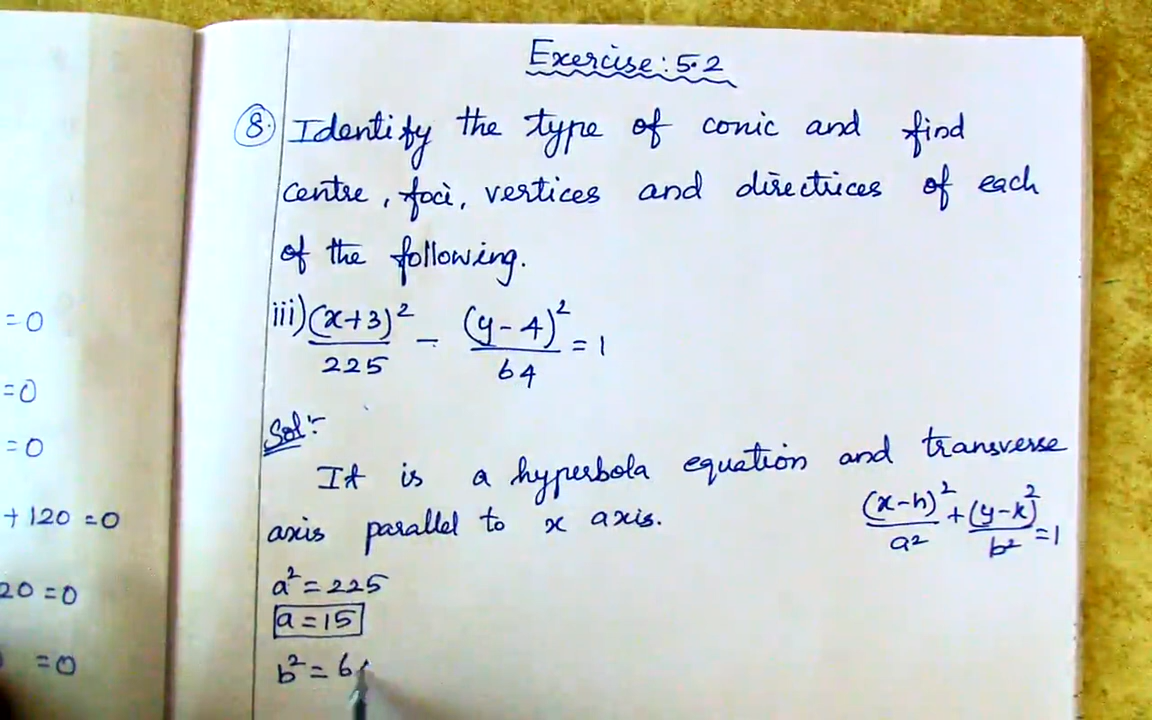 =0
=0
=0
+120=0
20=0
=0
Exercise: 5.2
8. Identify the type of conic and find
centre, foci, vertices and directrices of each
of the following.
iii) (x+3)²/225 - (y-4)²/64 = 1
Sol:-
It is a hyperbola equation and transverse
axis parallel to x axis.
(x-h)²/a² + (y-k)²/b² = 1
a² = 225
a = 15
b² = 6